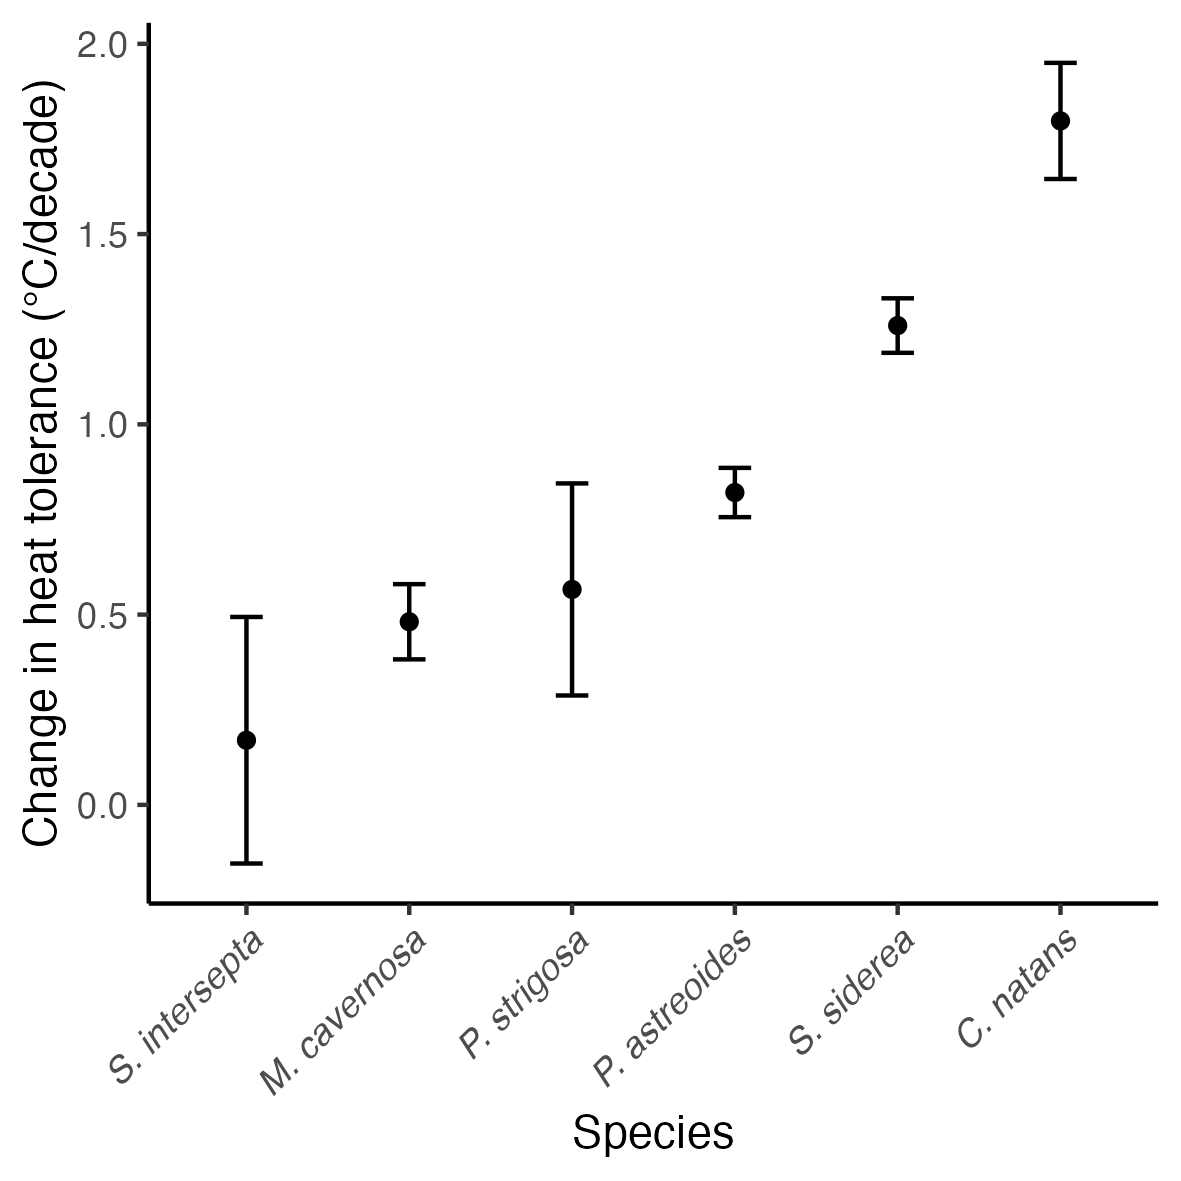 Change in heat tolerance (°C/decade)
2.0
1.5
1.0
0.5
0.0
S. intersepta
M. cavernosa
P. strigosa
P. astreoides
S. siderea
C. natans
Species